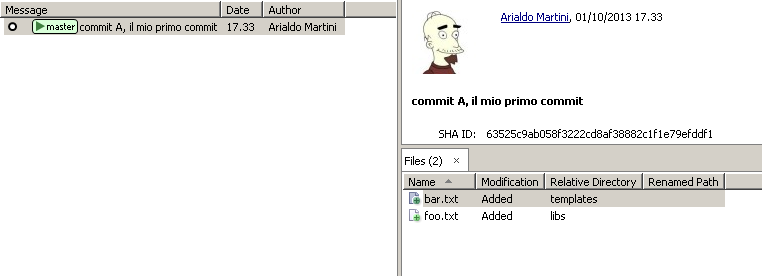 Message Date Author
master commit A, il mio primo commit 17.33 Arialdo Martini
Arialdo Martini, 01/10/2013 17.33
commit A, il mio primo commit
SHA ID: 63525c9ab058f3222cd8af38882c1f1e79efddf1
Files (2) ×
Name Modification Relative Directory Renamed Path
bar.txt Added templates
foo.txt Added libs